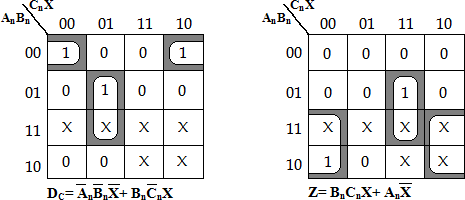 CₙX CₙX
AₙBₙ 00 01 11 10 AₙBₙ 00 01 11 10
00 1 0 0 1 00 0 0 0 0
01 0 1 0 0 01 0 0 1 0
11 X X X X 11 X X X X
10 0 0 X X 10 1 0 X X
D_C= A̅ₙB̅ₙX̅+ BₙC̅ₙX Z= BₙCₙX+ AₙX̅